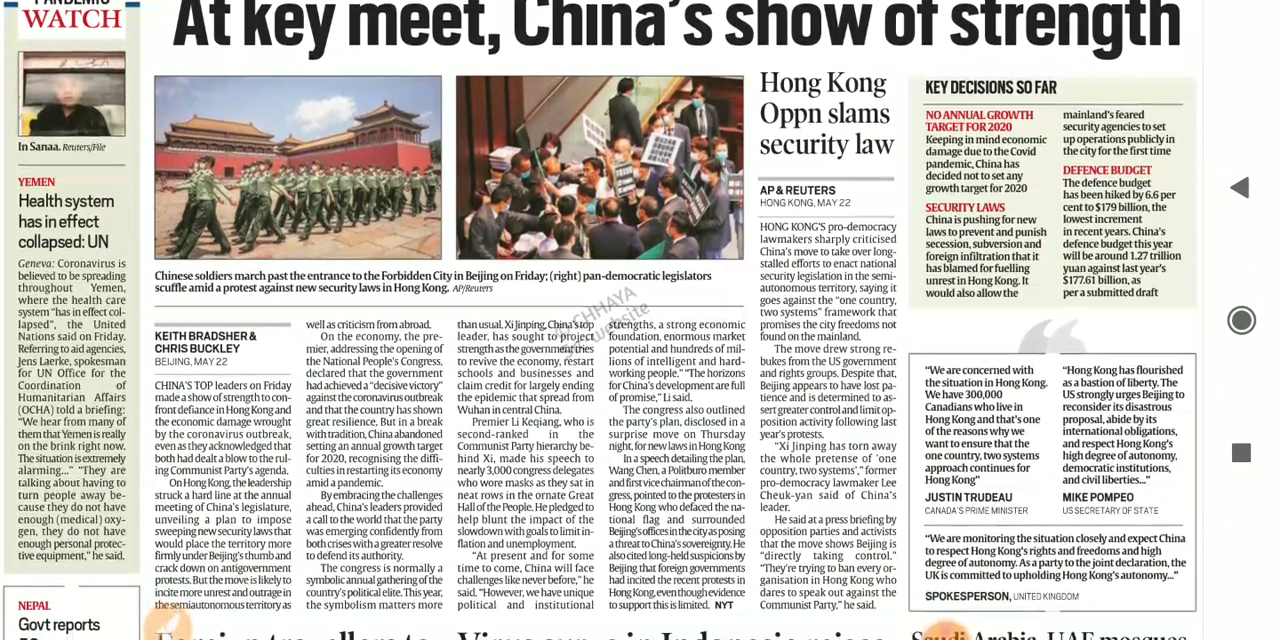 PANDEMIC
WATCH
In Sanaa. Reuters/File
YEMEN
Health system
has in effect
collapsed: UN
Geneva: Coronavirus is
believed to be spreading
throughout Yemen,
where the health care
system "has in effect col-
lapsed", the United
Nations said on Friday.
Referring to aid agencies,
Jens Laerke, spokesman
for UN Office for the
Coordination of
Humanitarian Affairs
(OCHA) told a briefing:
"We hear from many of
them that Yemen is really
on the brink right now.
The situation is extremely
alarming..." "They are
talking about having to
turn people away be-
cause they do not have
enough (medical) oxy-
gen, they do not have
enough personal protec-
tive equipment," he said.
NEPAL
Govt reports
At key meet, China's show of strength
Chinese soldiers march past the entrance to the Forbidden City in Beijing on Friday; (right) pan-democratic legislators
scuffle amid a protest against new security laws in Hong Kong. AP/Reuters
KEITH BRADSHER &
CHRIS BUCKLEY
BEIJING, MAY 22
CHINA'S TOP leaders on Friday
made a show of strength to con-
front defiance in Hong Kong and
the economic damage wrought
by the coronavirus outbreak,
even as they acknowledged that
both had dealt a blow to the rul-
ing Communist Party's agenda.
On Hong Kong, the leadership
struck a hard line at the annual
meeting of China's legislature,
unveiling a plan to impose
sweeping new security laws that
would place the territory more
firmly under Beijing's thumb and
crack down on antigovernment
protests. But the move is likely to
incite more unrest and outrage in
the semiautonomous territory as
well as criticism from abroad.
On the economy, the pre-
mier, addressing the opening of
the National People's Congress,
declared that the government
had achieved a "decisive victory"
against the coronavirus outbreak
and that the country has shown
great resilience. But in a break
with tradition, China abandoned
setting an annual growth target
for 2020, recognising the diffi-
culties in restarting its economy
amid a pandemic.
By embracing the challenges
ahead, China's leaders provided
a call to the world that the party
was emerging confidently from
both crises with a greater resolve
to defend its authority.
The congress is normally a
symbolic annual gathering of the
country's political elite. This year,
the symbolism matters more
than usual. Xi Jinping, China's top
leader, has sought to project
strength as the government tries
to revive the economy, restart
schools and businesses and
claim credit for largely ending
the epidemic that spread from
Wuhan in central China.
Premier Li Keqiang, who is
second-ranked in the
Communist Party hierarchy be-
hind Xi, made his speech to
nearly 3,000 congress delegates
who wore masks as they sat in
neat rows in the ornate Great
Hall of the People. He pledged to
help blunt the impact of the
slowdown with goals to limit in-
flation and unemployment.
"At present and for some
time to come, China will face
challenges like never before," he
said. "However, we have unique
political and institutional
strengths, a strong economic
foundation, enormous market
potential and hundreds of mil-
lions of intelligent and hard-
working people." "The horizons
for China's development are full
of promise," Li said.
The congress also outlined
the party's plan, disclosed in a
surprise move on Thursday
night, for new laws in Hong Kong
In a speech detailing the plan,
Wang Chen, a Politburo member
and first vice chairman of the con-
gress, pointed to the protesters in
Hong Kong who defaced the na-
tional flag and surrounded
Beijing's offices in the city as posing
a threat to China's sovereignty. He
also cited long-held suspicions by
Beijing that foreign governments
had incited the recent protests in
Hong Kong, even though evidence
to support this is limited. NYT
Hong Kong
Oppn slams
security law
AP & REUTERS
HONG KONG, MAY 22
HONG KONG'S pro-democracy
lawmakers sharply criticised
China's move to take over long-
stalled efforts to enact national
security legislation in the semi-
autonomous territory, saying it
goes against the "one country,
two systems" framework that
promises the city freedoms not
found on the mainland.
The move drew strong re-
bukes from the US government
and rights groups. Despite that,
Beijing appears to have lost pa-
tience and is determined to as-
sert greater control and limit op-
position activity following last
year's protests.
"Xi Jinping has torn away
the whole pretense of 'one
country, two systems'," former
pro-democracy lawmaker Lee
Cheuk-yan said of China's
leader.
He said at a press briefing by
opposition parties and activists
that the move shows Beijing is
"directly taking control."
"They're trying to ban every or-
ganisation in Hong Kong who
dares to speak out against the
Communist Party," he said.
KEY DECISIONS SO FAR
NO ANNUAL GROWTH
TARGET FOR 2020
Keeping in mind economic
damage due to the Covid
pandemic, China has
decided not to set any
growth target for 2020
SECURITY LAWS
China is pushing for new
laws to prevent and punish
secession, subversion and
foreign infiltration that it
has blamed for fuelling
unrest in Hong Kong. It
would also allow the
mainland's feared
security agencies to set
up operations publicly in
the city for the first time
DEFENCE BUDGET
The defence budget
has been hiked by 6.6 per
cent to $179 billion, the
lowest increment
in recent years. China's
defence budget this year
will be around 1.27 trillion
yuan against last year's
$177.61 billion, as
per a submitted draft
"We are concerned with
the situation in Hong Kong.
We have 300,000
Canadians who live in
Hong Kong and that's one
of the reasons why we
want to ensure that the
one country, two systems
approach continues for
Hong Kong"
JUSTIN TRUDEAU
CANADA'S PRIME MINISTER
"Hong Kong has flourished
as a bastion of liberty. The
US strongly urges Beijing to
reconsider its disastrous
proposal, abide by its
international obligations,
and respect Hong Kong's
high degree of autonomy,
democratic institutions,
and civil liberties..."
MIKE POMPEO
US SECRETARY OF STATE
"We are monitoring the situation closely and expect China
to respect Hong Kong's rights and freedoms and high
degree of autonomy. As a party to the joint declaration, the
UK is committed to upholding Hong Kong's autonomy..."
SPOKESPERSON, UNITED KINGDOM
Saudi Arabia, UAE mosques